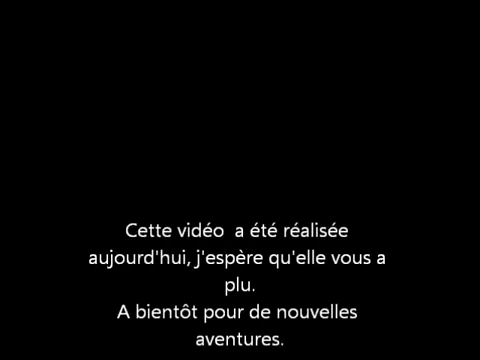 Cette vidéo  a été réalisée
aujourd'hui, j'espère qu'elle vous a
plu.
A bientôt pour de nouvelles
aventures.